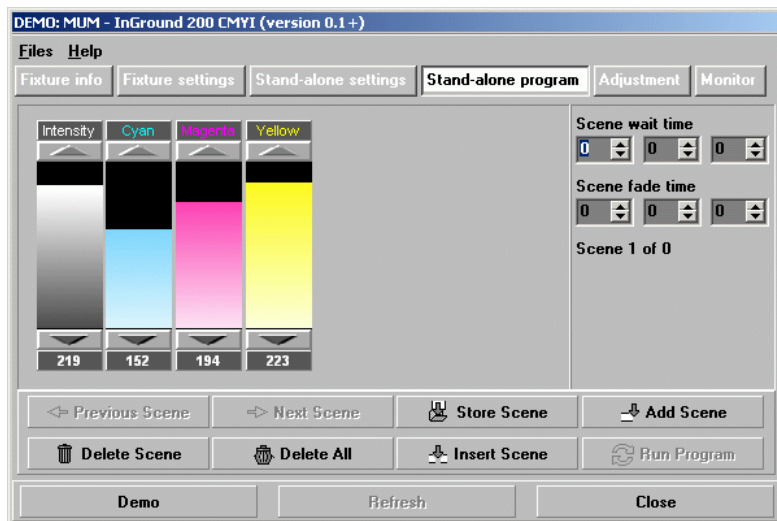 DEMO: MUM - InGround 200 CMYI (version 0.1+)
Files Help
Fixture info Fixture settings Stand-alone settings Stand-alone program Adjustment Monitor
Intensity Cyan Magenta Yellow
219 152 194 223
Scene wait time
0 0 0
Scene fade time
0 0 0
Scene 1 of 0
Previous Scene Next Scene Store Scene Add Scene
Delete Scene Delete All Insert Scene Run Program
Demo Refresh Close